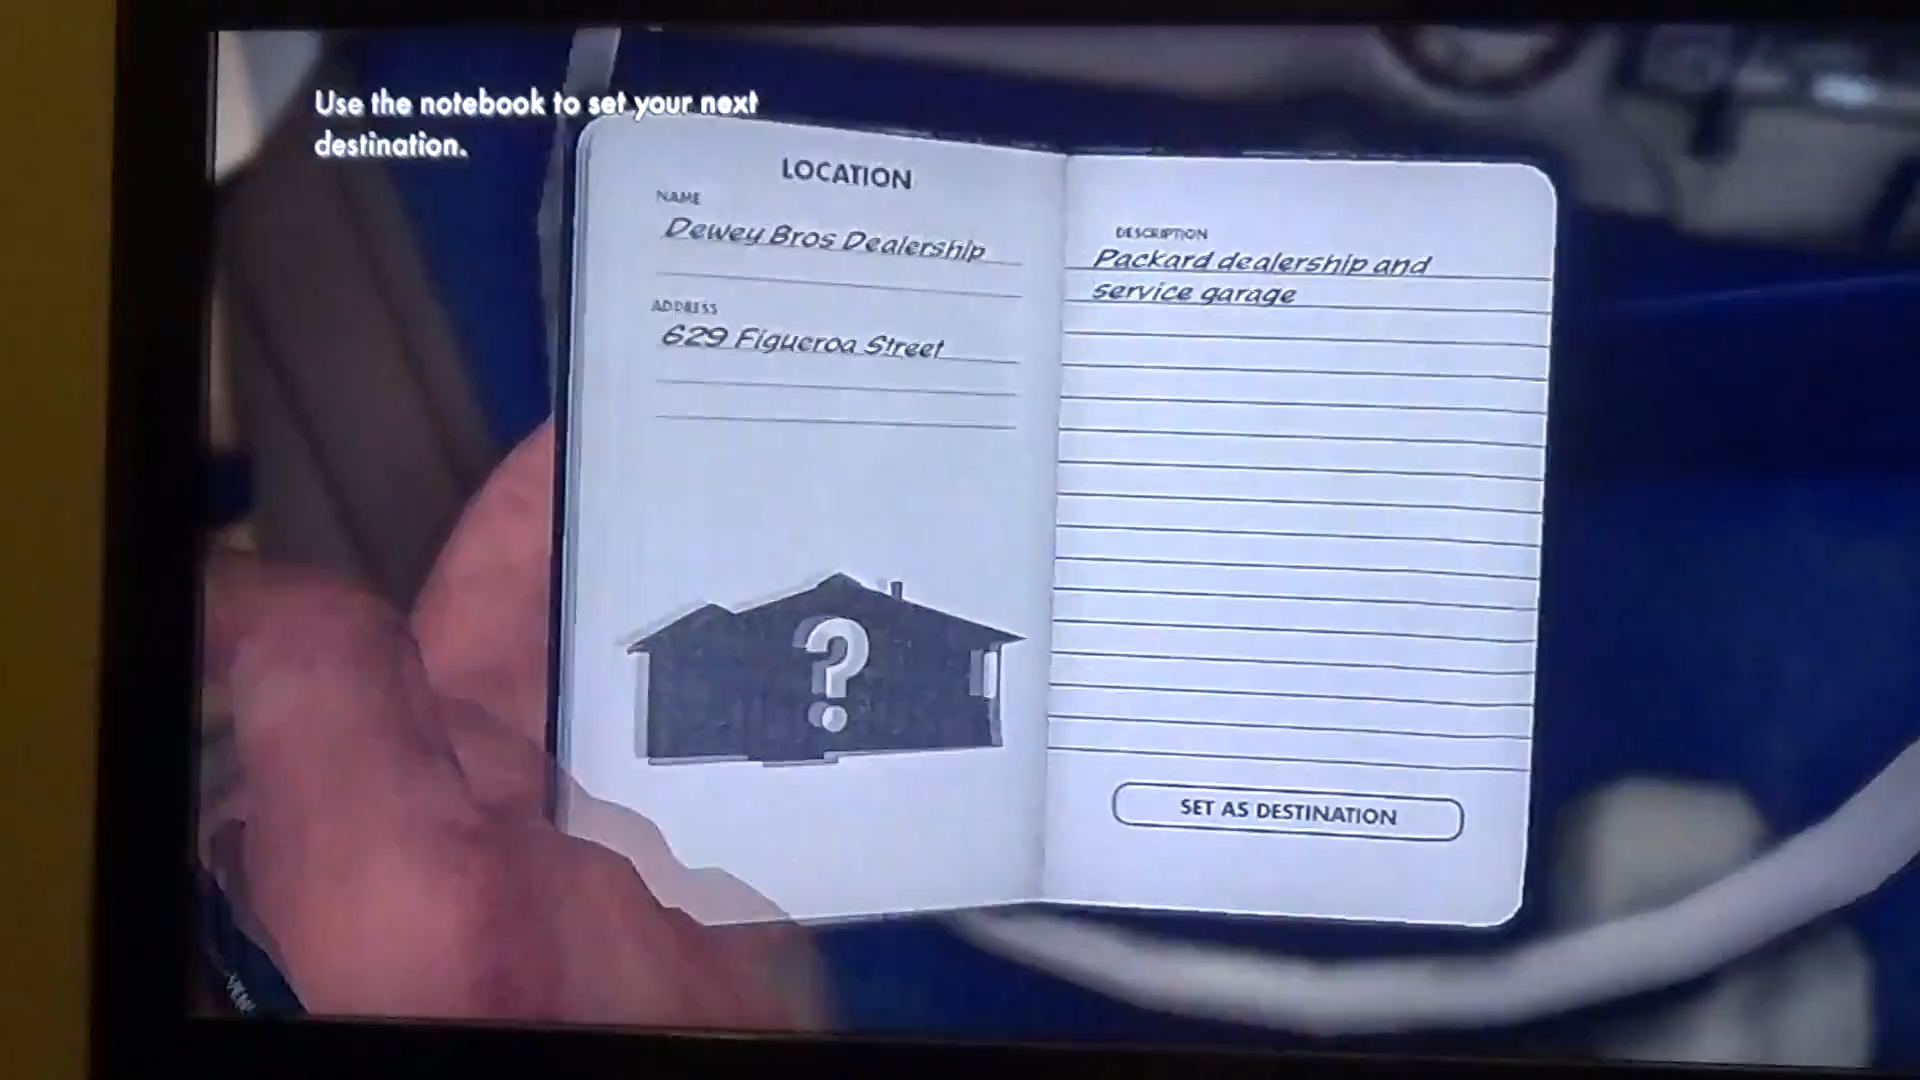 Use the notebook to set your next
destination.
LOCATION
NAME
Dewey Bros Dealership
ADDRESS
629 Figueroa Street
?
DESCRIPTION
Packard dealership and
service garage
SET AS DESTINATION